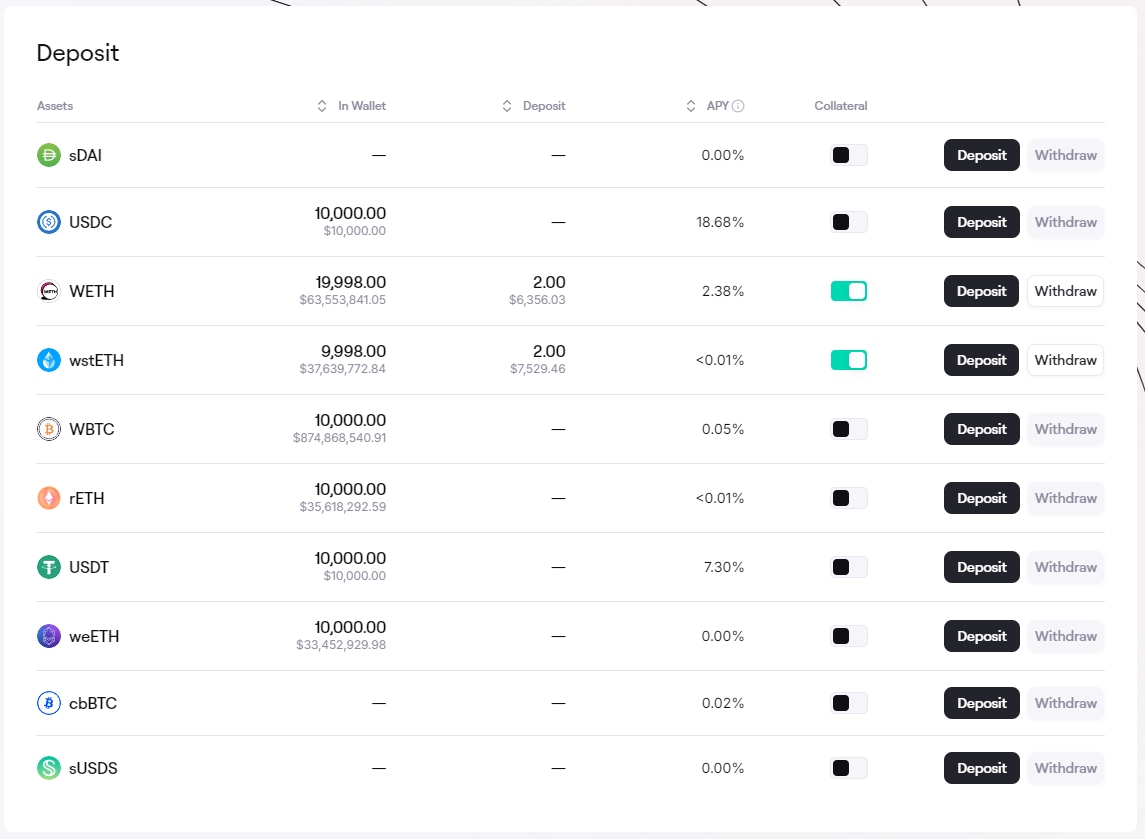 Deposit
Assets In Wallet Deposit APY Collateral
sDAI — — 0.00% Deposit Withdraw
USDC 10,000.00 — 18.68% Deposit Withdraw
$10,000.00
WETH 19,998.00 2.00 2.38% Deposit Withdraw
$63,553,841.05 $6,356.03
wstETH 9,998.00 2.00 <0.01% Deposit Withdraw
$37,639,772.84 $7,529.46
WBTC 10,000.00 — 0.05% Deposit Withdraw
$874,868,540.91
rETH 10,000.00 — <0.01% Deposit Withdraw
$35,618,292.59
USDT 10,000.00 — 7.30% Deposit Withdraw
$10,000.00
weETH 10,000.00 — 0.00% Deposit Withdraw
$33,452,929.98
cbBTC — — 0.02% Deposit Withdraw
sUSDS — — 0.00% Deposit Withdraw